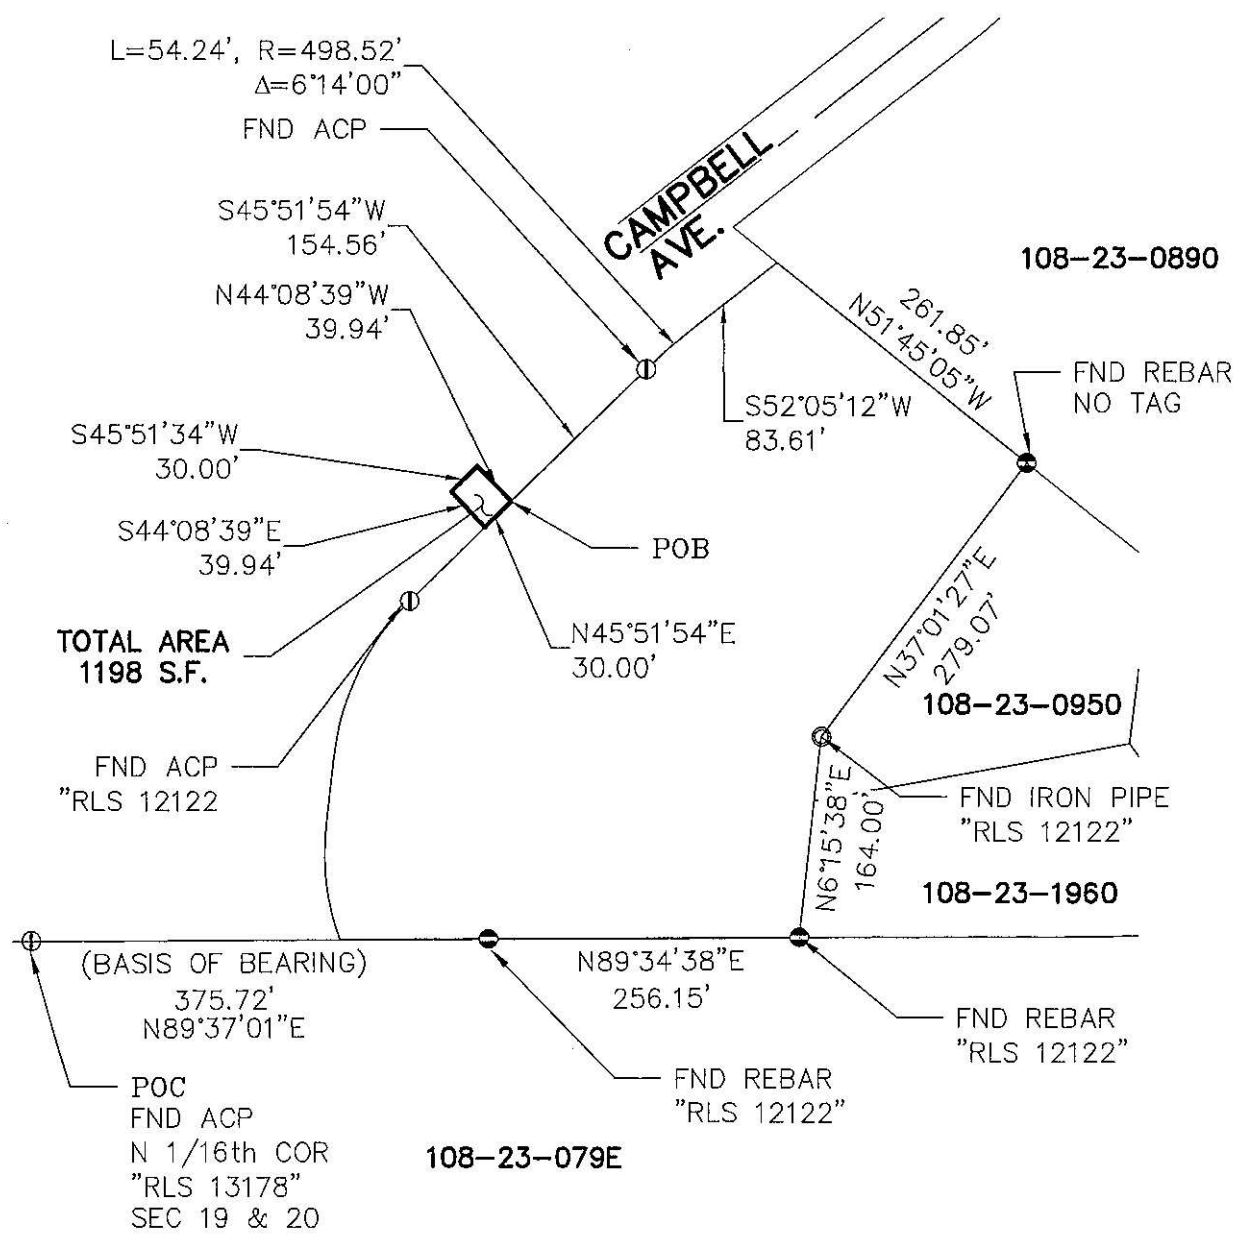 L=54.24', R=498.52'
Δ=6°14'00"
FND ACP
S45°51'54"W
154.56'
N44°08'39"W
39.94'
S45°51'34"W
30.00'
S44°08'39"E
39.94'
TOTAL AREA
1198 S.F.
FND ACP
"RLS 12122
CAMPBELL
AVE.
108-23-0890
261.85'
N51°45'05"W
FND REBAR
NO TAG
S52°05'12"W
83.61'
POB
N45°51'54"E
30.00'
N37°01'27"E
279.07'
108-23-0950
FND IRON PIPE
"RLS 12122"
N6°15'38"E
164.00'
108-23-1960
(BASIS OF BEARING)
375.72'
N89°37'01"E
N89°34'38"E
256.15'
FND REBAR
"RLS 12122"
FND REBAR
"RLS 12122"
POC
FND ACP
N 1/16th COR
"RLS 13178"
SEC 19 & 20
108-23-079E